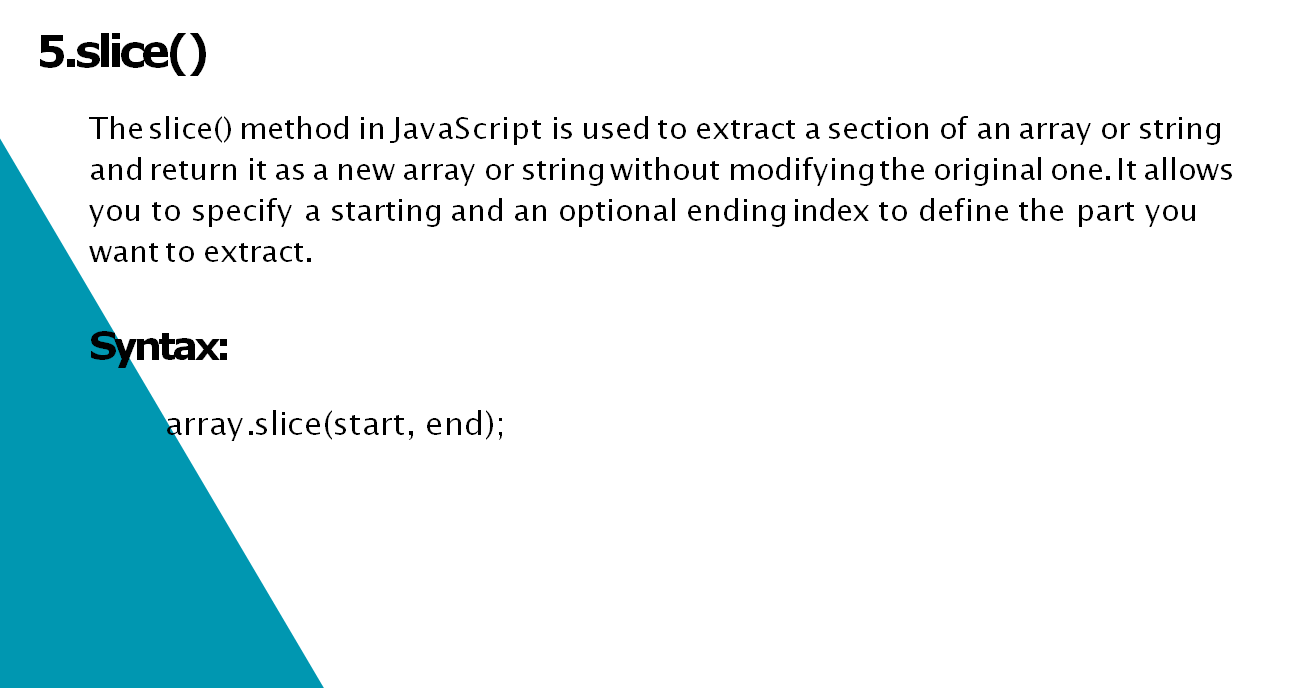 5.slice()
The slice() method in JavaScript is used to extract a section of an array or string
and return it as a new array or string without modifying the original one. It allows
you to specify a starting and an optional ending index to define the part you
want to extract.
Syntax:
array.slice(start, end);